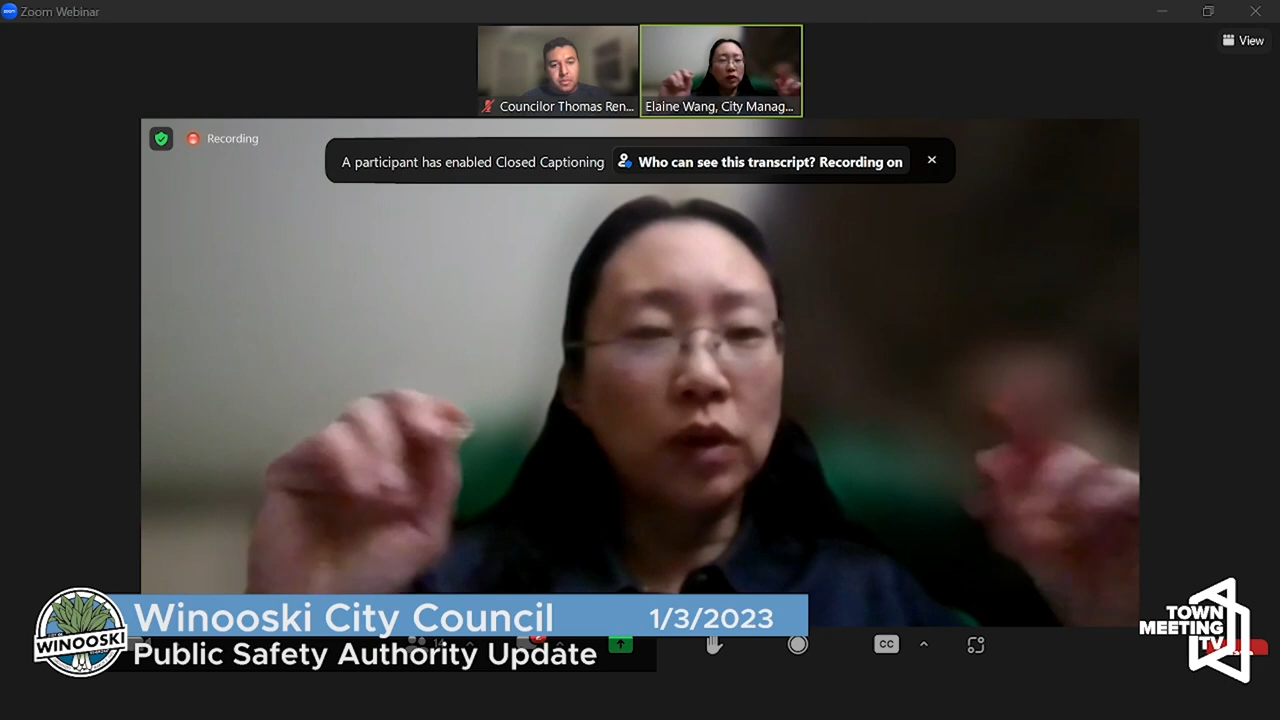 Zoom Webinar
View
Councilor Thomas Ren...
Elaine Wang, City Manag...
Recording
A participant has enabled Closed Captioning
Who can see this transcript? Recording on
Winooski City Council
1/3/2023
Public Safety Authority Update
WINOOSKI
CC
TOWN
MEETING
TV